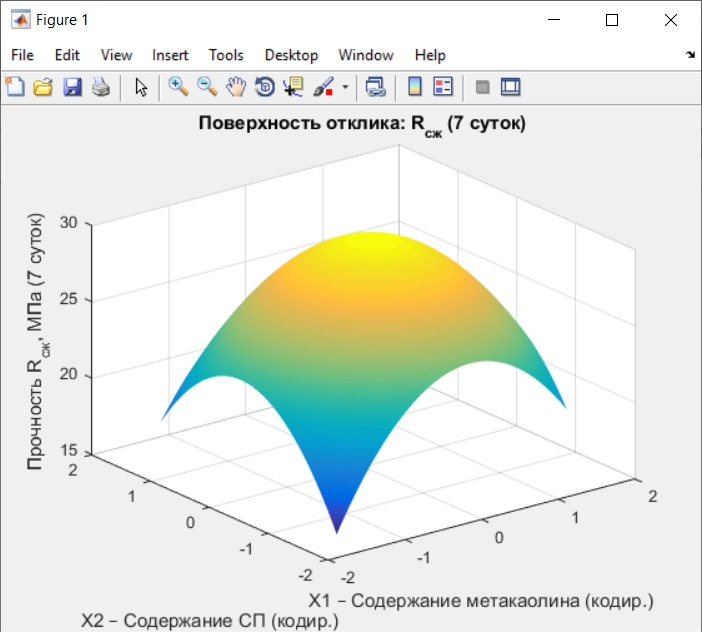 Figure 1
File Edit View Insert Tools Desktop Window Help
Поверхность отклика: Rсж (7 суток)
Прочность Rсж, МПа (7 суток)
30
25
20
15
2
1
0
-1
-2
-2
-1
0
1
2
X1 – Содержание метакаолина (кодир.)
X2 – Содержание СП (кодир.)